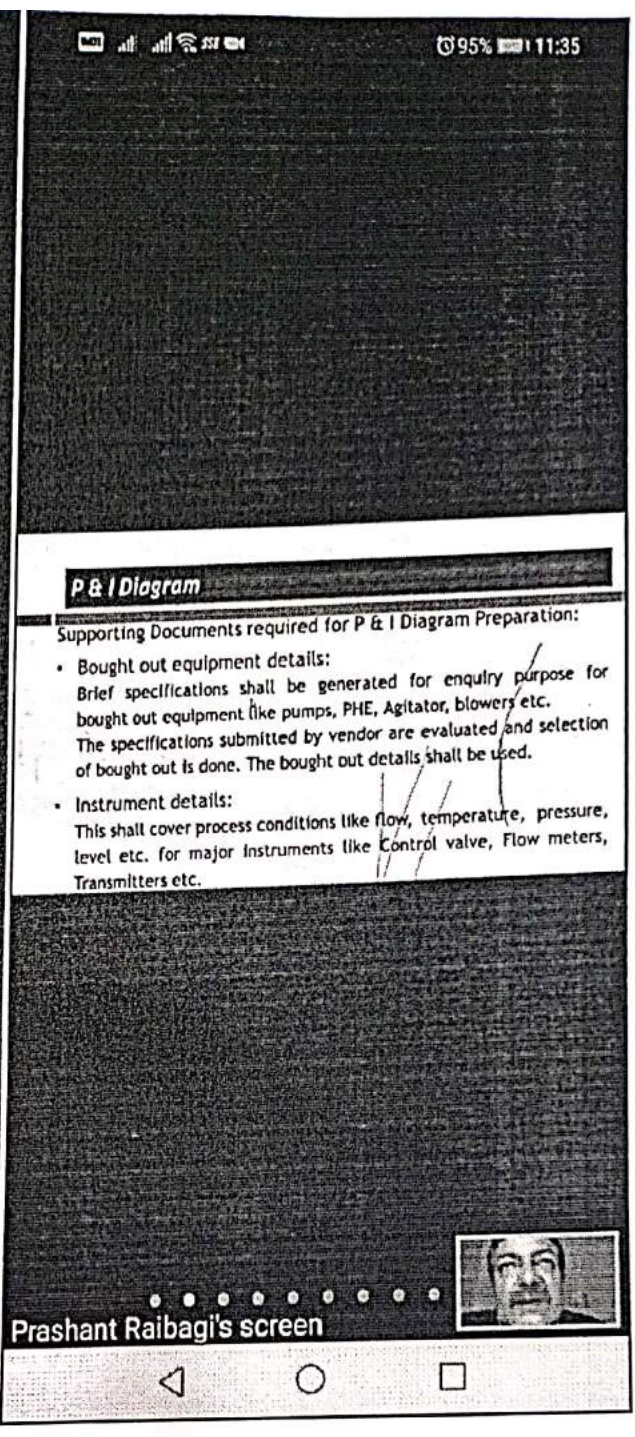 95% 11:35
P & I Diagram
Supporting Documents required for P & I Diagram Preparation:
• Bought out equipment details:
Brief specifications shall be generated for enquiry purpose for
bought out equipment like pumps, PHE, Agitator, blowers etc.
The specifications submitted by vendor are evaluated and selection
of bought out is done. The bought out details shall be used.
• Instrument details:
This shall cover process conditions like flow, temperature, pressure,
level etc. for major instruments like Control valve, Flow meters,
Transmitters etc.
Prashant Raibagi's screen